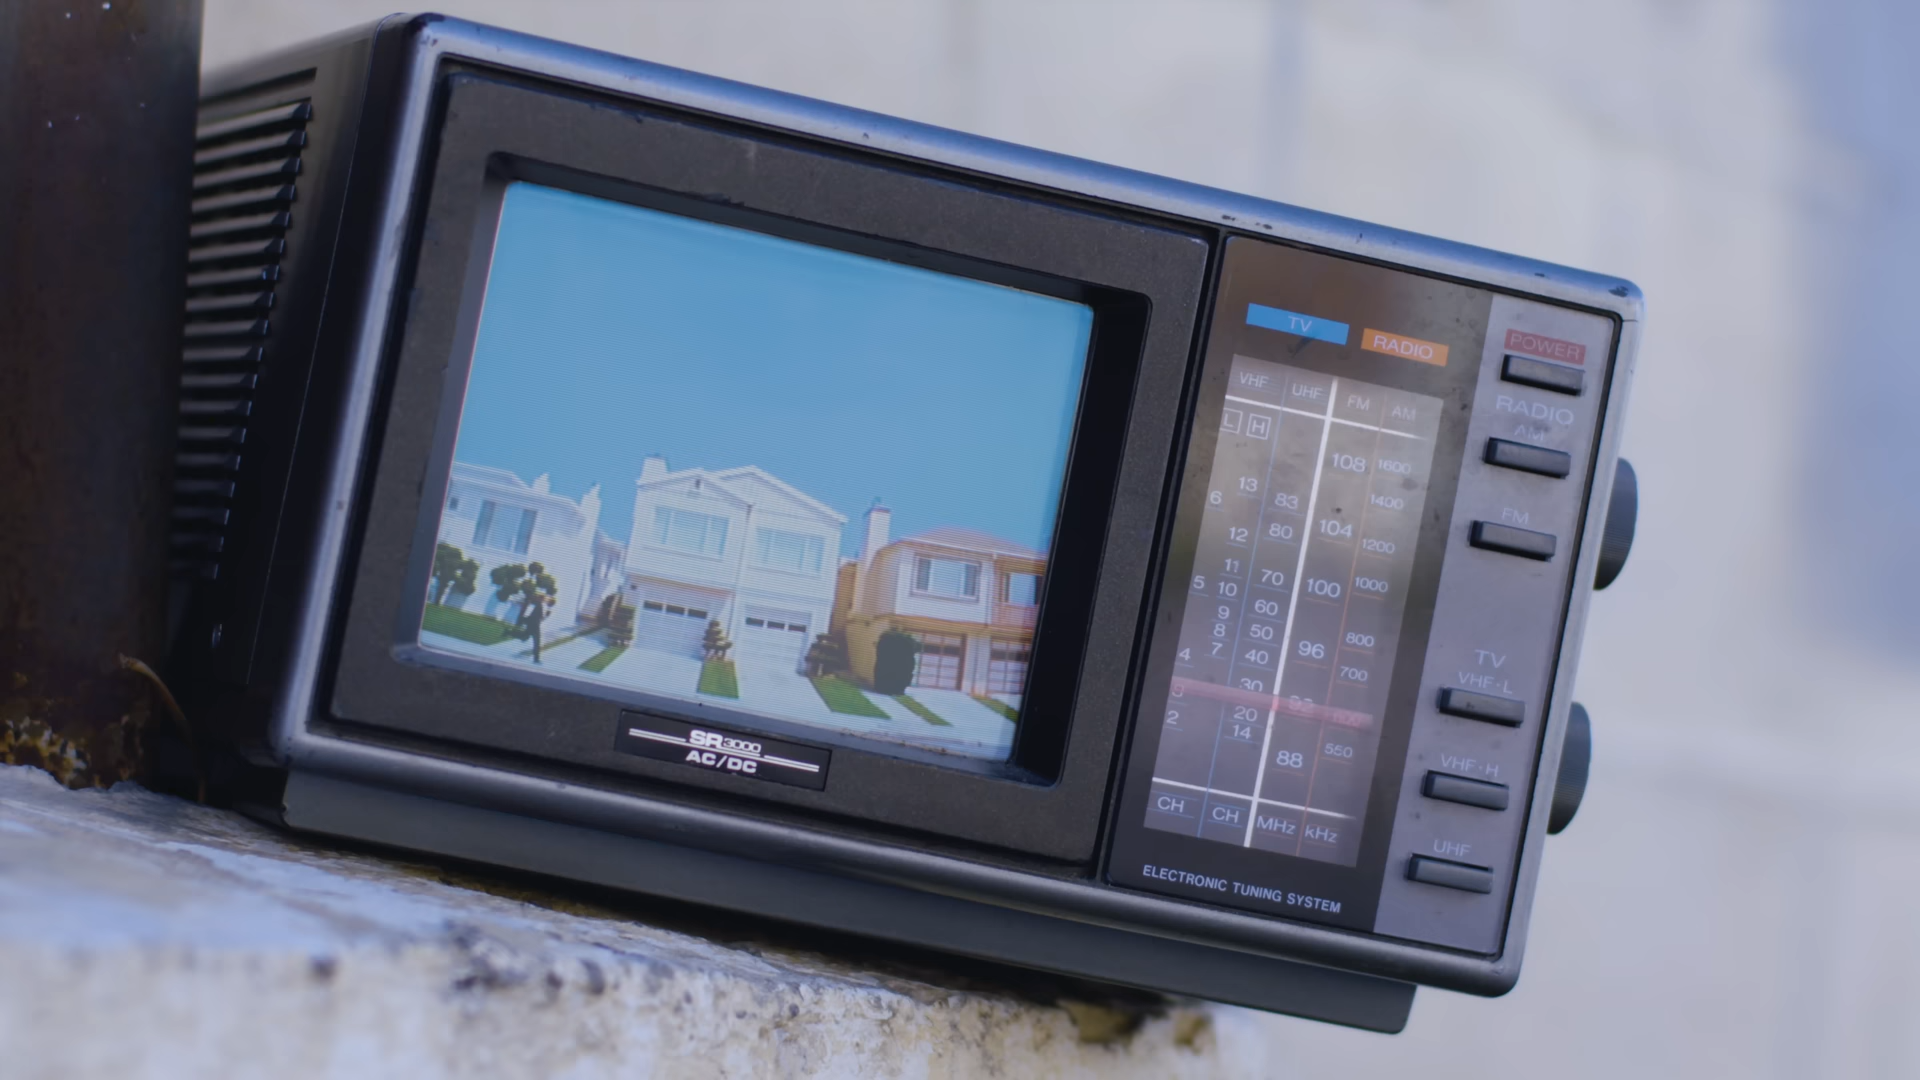 TV RADIO
VHF UHF FM AM
L H
108 1600
13 83 1400
6
12 80 104 1200
11 70
5 10 100 1000
9 60
8 50 800
7 40 96
4 700
30
2 20
14 88 550
CH CH MHz kHz
ELECTRONIC TUNING SYSTEM
POWER
RADIO
AM
FM
TV
VHF-L
VHF-H
UHF
SR3000
AC/DC